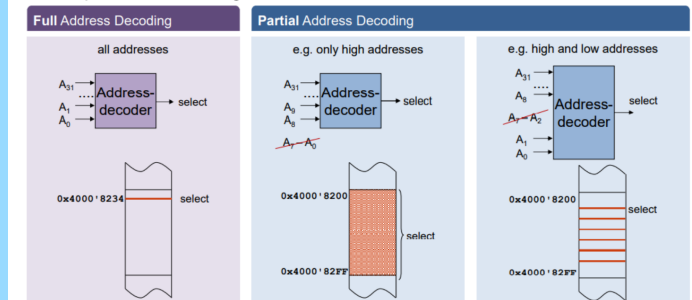 Full Address Decoding
all addresses
A31
....
A1
A0
Address-
decoder
select
0x4000'8234
select
Partial Address Decoding
e.g. only high addresses
A31
....
A9
A8
A7 – A0
Address-
decoder
select
0x4000'8200
select
0x4000'82FF
e.g. high and low addresses
A31
....
A8
A7 – A2
A1
A0
Address-
decoder
select
0x4000'8200
select
0x4000'82FF